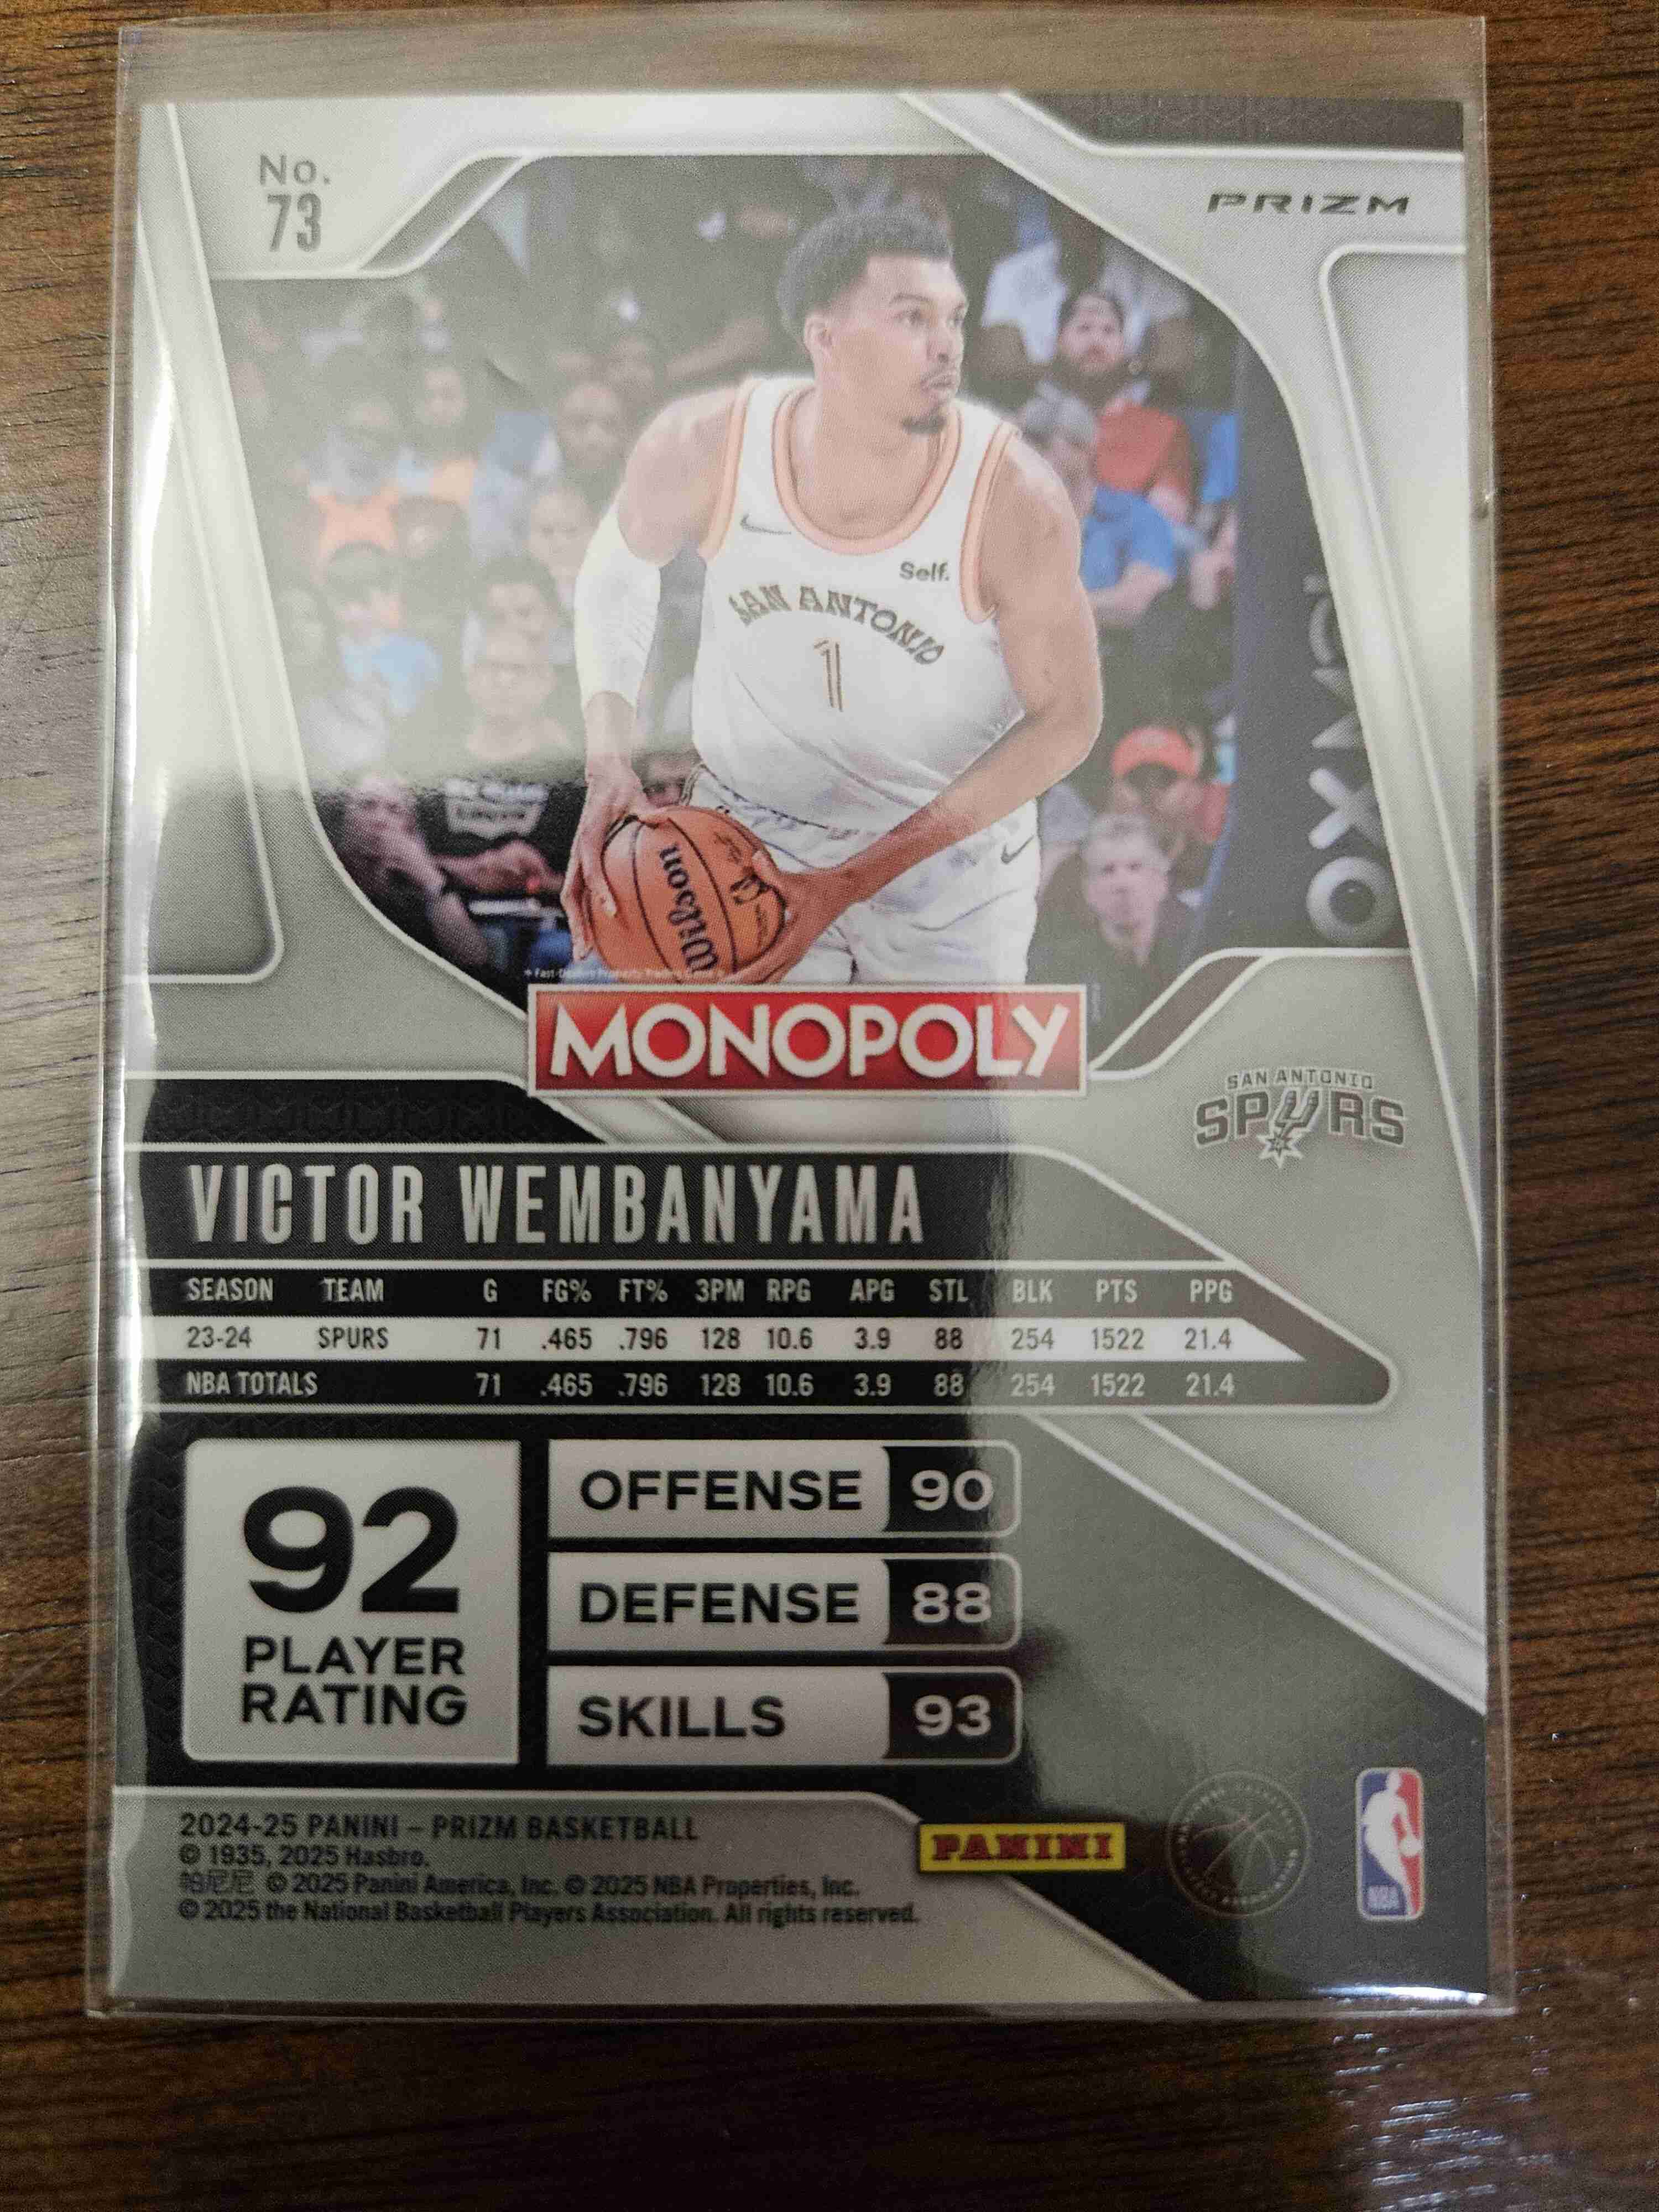 No.
73
PRIZM
Self.
SAN ANTONIO
1
Wilson
MONOPOLY
SAN ANTONIO
SPURS
VICTOR WEMBANYAMA
SEASON TEAM G FG% FT% 3PM RPG APG STL BLK PTS PPG
23-24 SPURS 71 .465 .796 128 10.6 3.9 88 254 1522 21.4
NBA TOTALS 71 .465 .796 128 10.6 3.9 88 254 1522 21.4
92
PLAYER
RATING
OFFENSE 90
DEFENSE 88
SKILLS 93
2024-25 PANINI – PRIZM BASKETBALL
© 1935, 2025 Hasbro.
帕尼尼 © 2025 Panini America, Inc. © 2025 NBA Properties, Inc.
© 2025 the National Basketball Players Association. All rights reserved.
PANINI
NBA